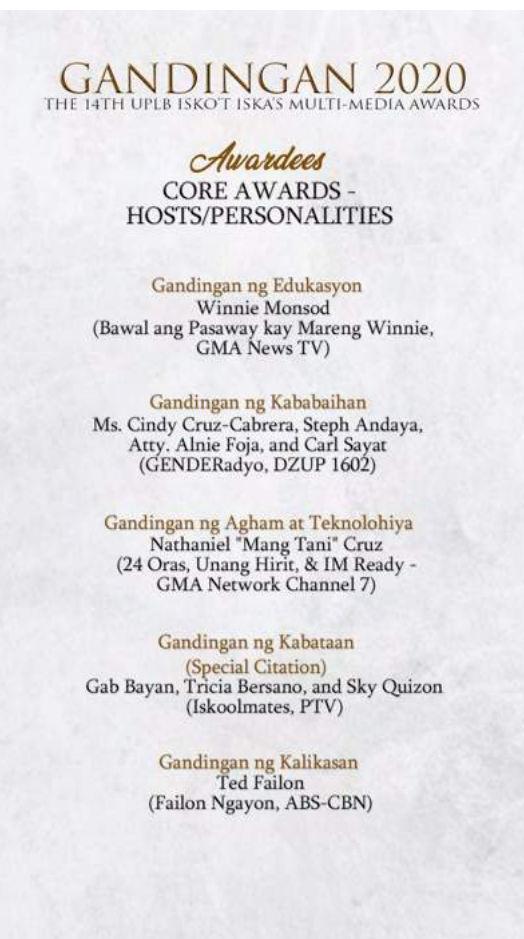 GANDINGAN 2020
THE 14TH UPLB ISKO'T ISKA'S MULTI-MEDIA AWARDS
Awardees
CORE AWARDS -
HOSTS/PERSONALITIES
Gandingan ng Edukasyon
Winnie Monsod
(Bawal ang Pasaway kay Mareng Winnie,
GMA News TV)
Gandingan ng Kababaihan
Ms. Cindy Cruz-Cabrera, Steph Andaya,
Atty. Alnie Foja, and Carl Sayat
(GENDERadyo, DZUP 1602)
Gandingan ng Agham at Teknolohiya
Nathaniel "Mang Tani" Cruz
(24 Oras, Unang Hirit, & IM Ready -
GMA Network Channel 7)
Gandingan ng Kabataan
(Special Citation)
Gab Bayan, Tricia Bersano, and Sky Quizon
(Iskoolmates, PTV)
Gandingan ng Kalikasan
Ted Failon
(Failon Ngayon, ABS-CBN)